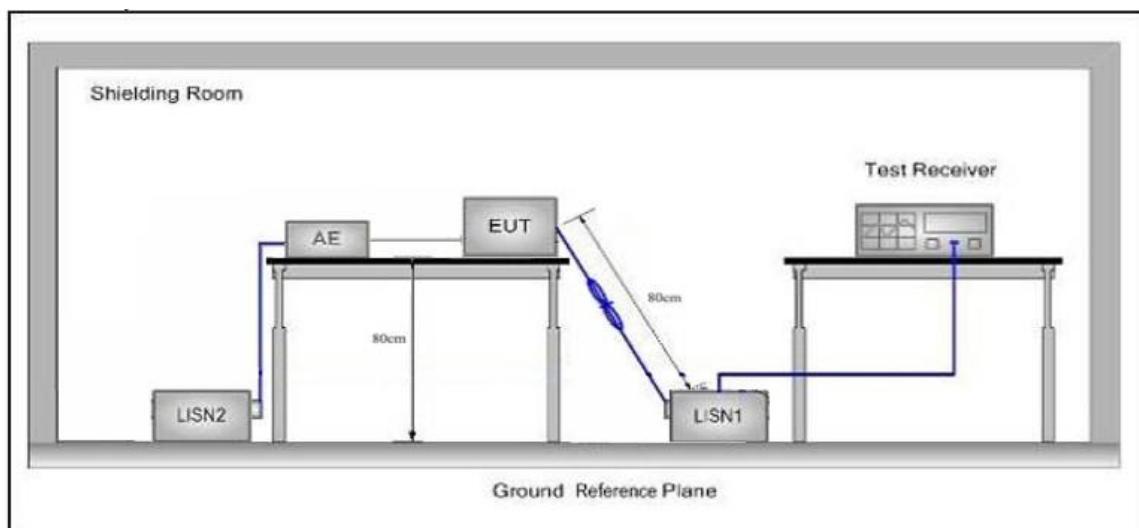 Shielding Room
Test Receiver
EUT
AE
80cm
80cm
LISN2
LISN1
Ground Reference Plane